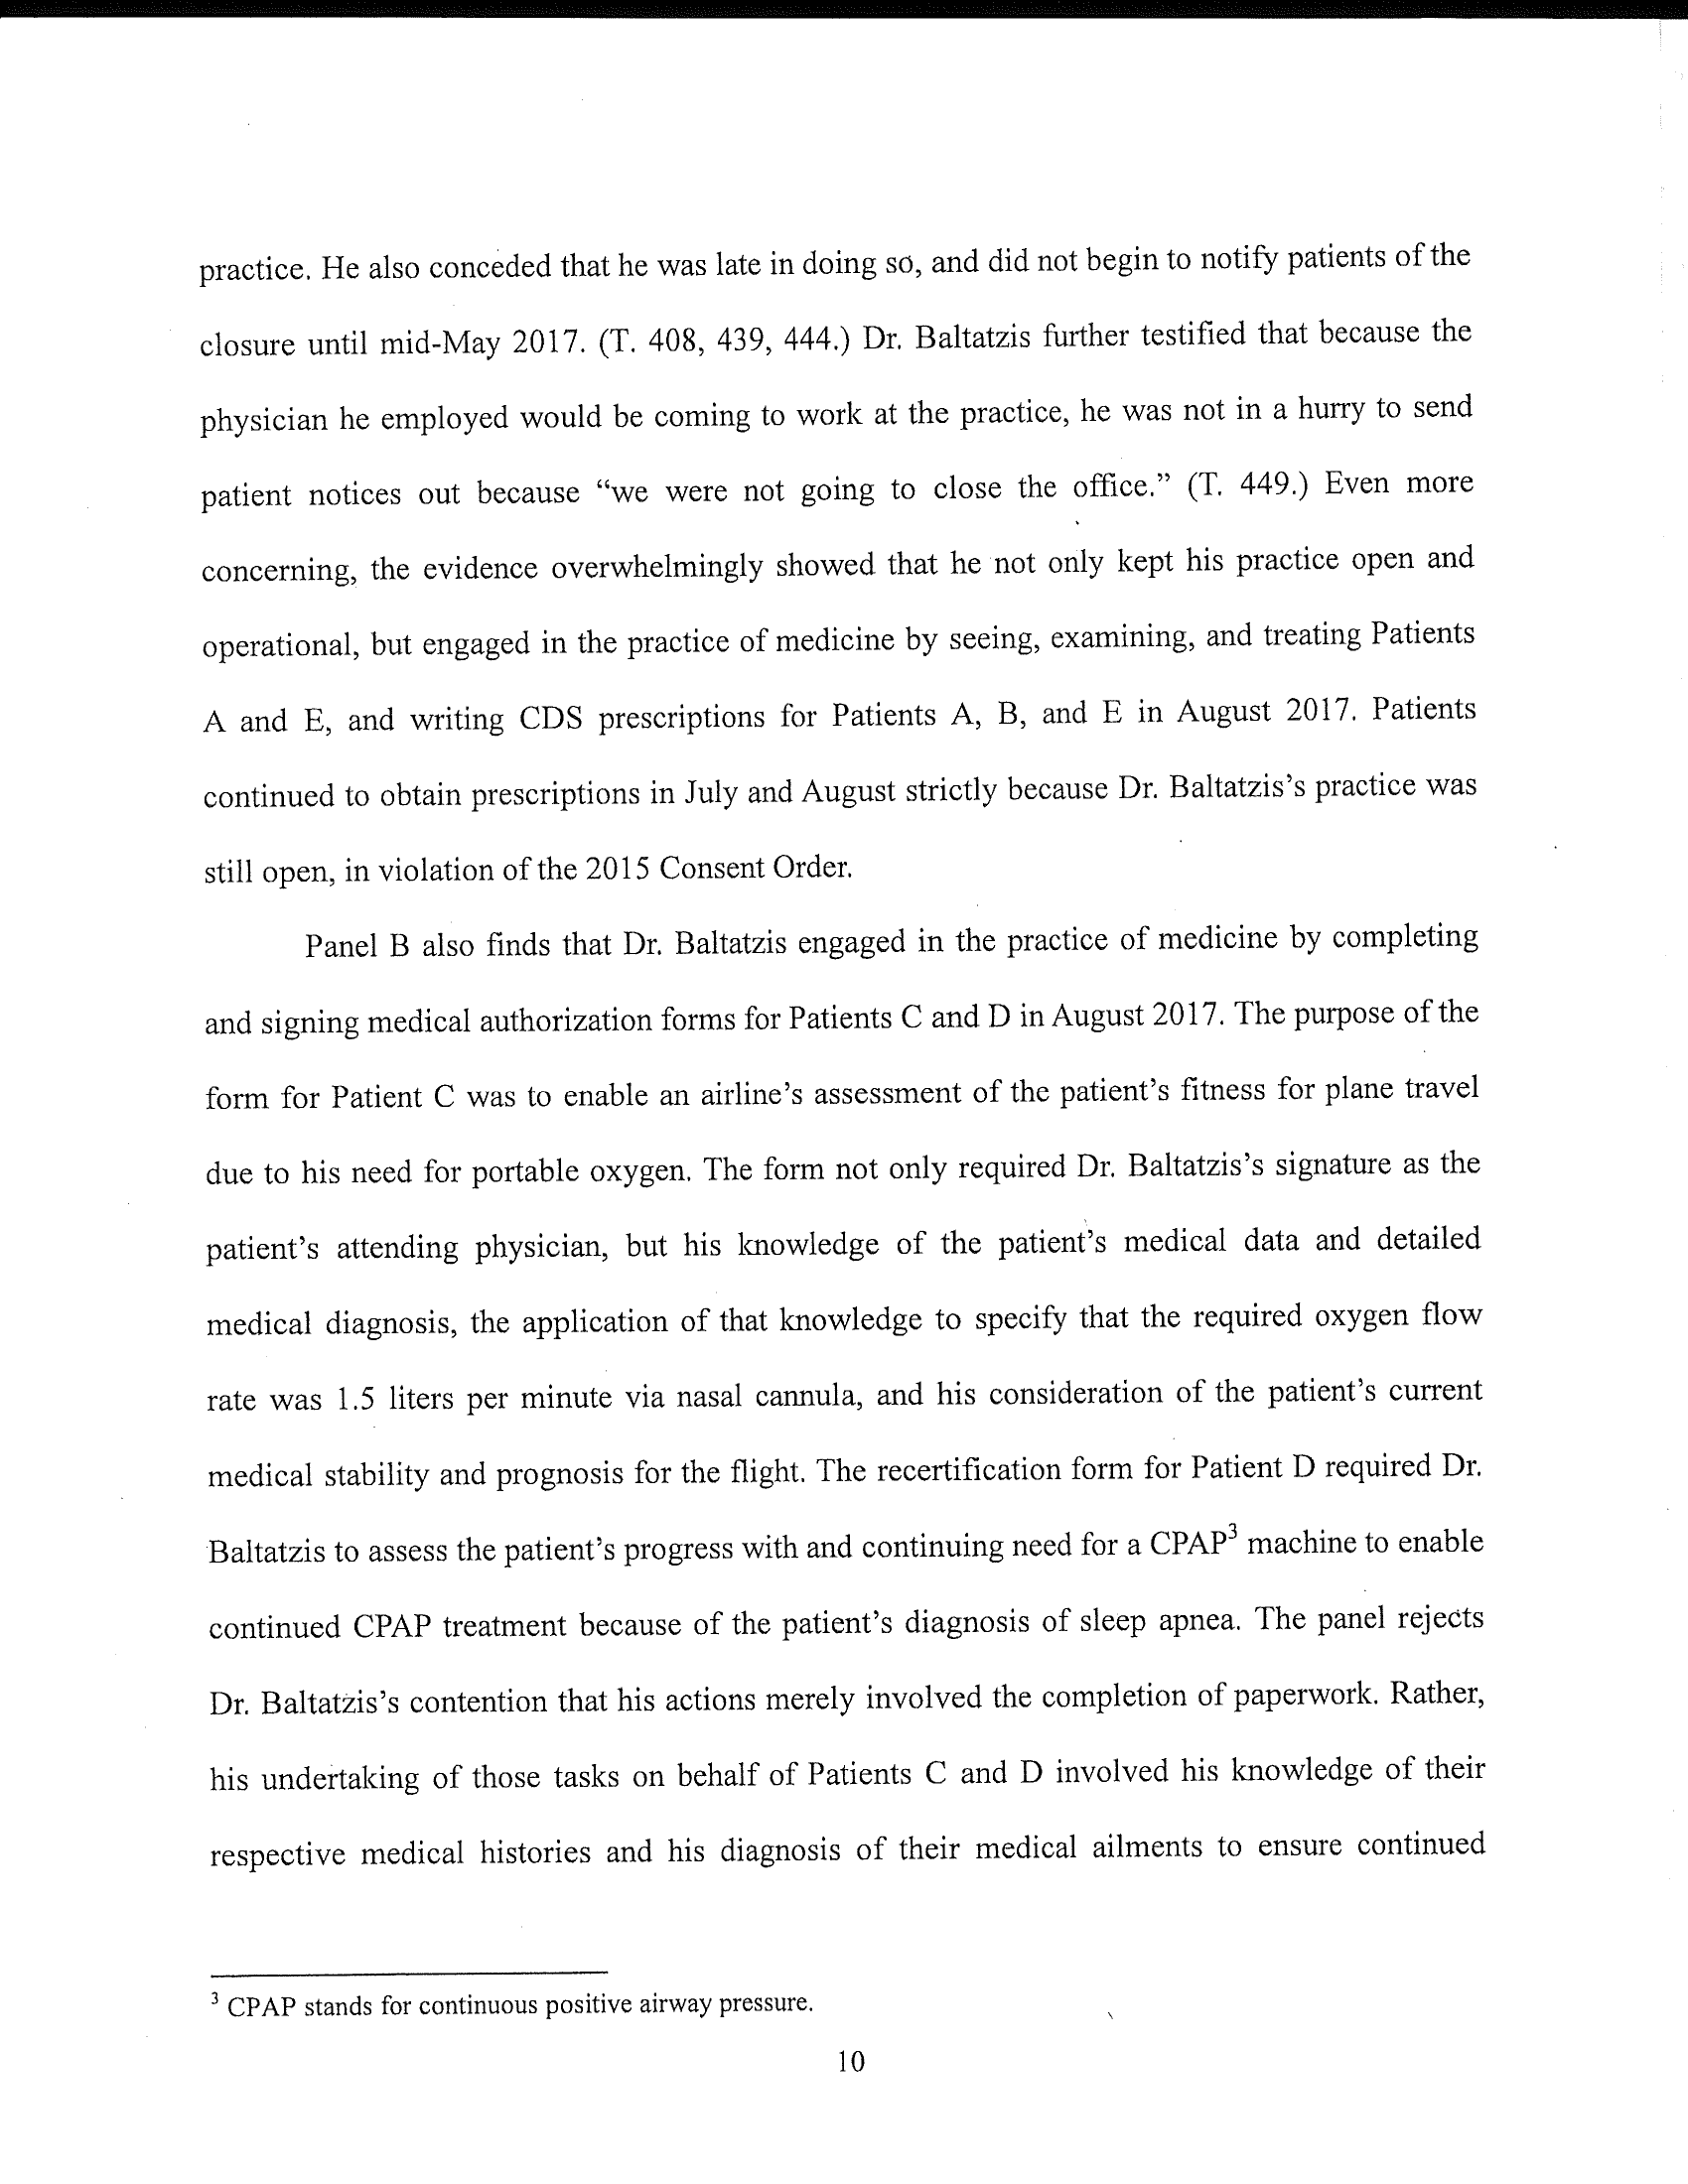 practice. He also conceded that he was late in doing so, and did not begin to notify patients of the
closure until mid-May 2017. (T. 408, 439, 444.) Dr. Baltatzis further testified that because the
physician he employed would be coming to work at the practice, he was not in a hurry to send
patient notices out because “we were not going to close the office.” (T. 449.) Even more
concerning, the evidence overwhelmingly showed that he not only kept his practice open and
operational, but engaged in the practice of medicine by seeing, examining, and treating Patients
A and E, and writing CDS prescriptions for Patients A, B, and E in August 2017. Patients
continued to obtain prescriptions in July and August strictly because Dr. Baltatzis’s practice was
still open, in violation of the 2015 Consent Order.
Panel B also finds that Dr. Baltatzis engaged in the practice of medicine by completing
and signing medical authorization forms for Patients C and D in August 2017. The purpose of the
form for Patient C was to enable an airline’s assessment of the patient’s fitness for plane travel
due to his need for portable oxygen. The form not only required Dr. Baltatzis’s signature as the
patient’s attending physician, but his knowledge of the patient’s medical data and detailed
medical diagnosis, the application of that knowledge to specify that the required oxygen flow
rate was 1.5 liters per minute via nasal cannula, and his consideration of the patient’s current
medical stability and prognosis for the flight. The recertification form for Patient D required Dr.
Baltatzis to assess the patient’s progress with and continuing need for a CPAP³ machine to enable
continued CPAP treatment because of the patient’s diagnosis of sleep apnea. The panel rejects
Dr. Baltatzis’s contention that his actions merely involved the completion of paperwork. Rather,
his undertaking of those tasks on behalf of Patients C and D involved his knowledge of their
respective medical histories and his diagnosis of their medical ailments to ensure continued
³ CPAP stands for continuous positive airway pressure.
10